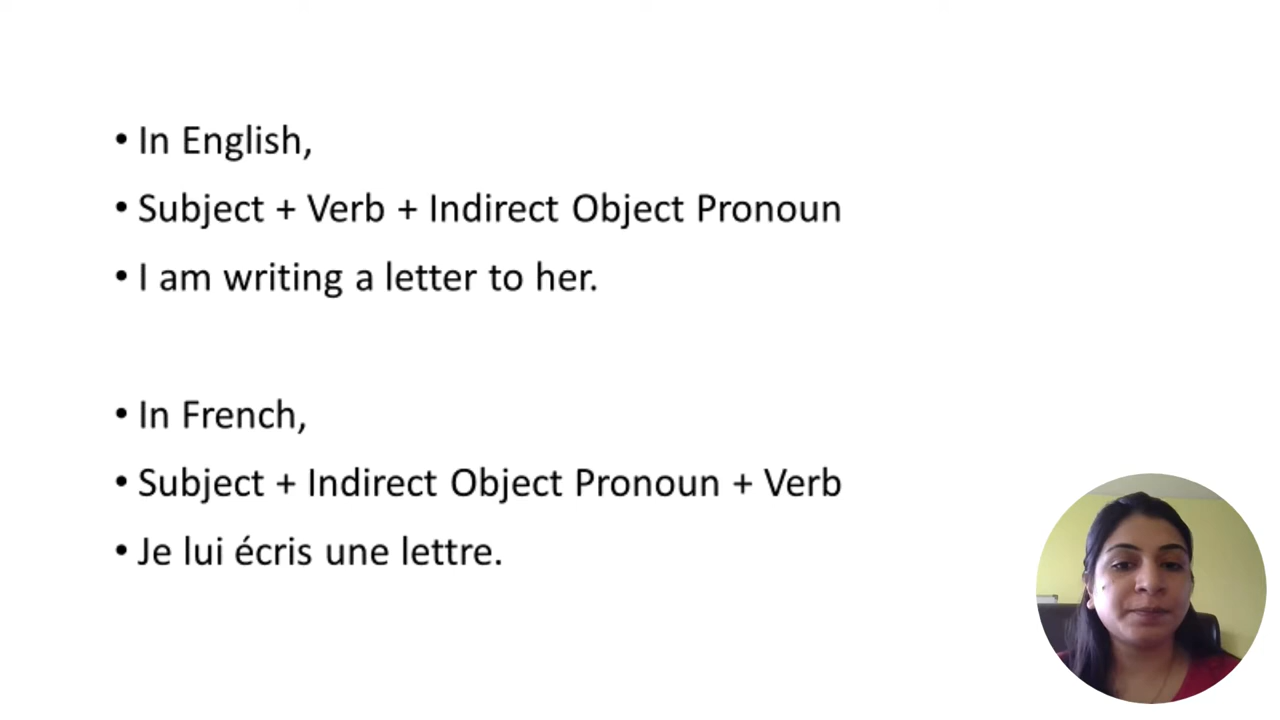 • In English,
• Subject + Verb + Indirect Object Pronoun
• I am writing a letter to her.
• In French,
• Subject + Indirect Object Pronoun + Verb
• Je lui écris une lettre.